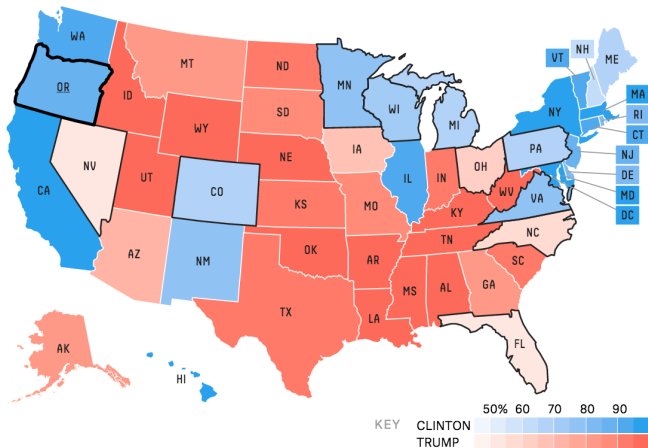 WA
VT
NH
ME
MT
ND
OR
MN
ID
SD
WI
NY
MA
WY
MI
RI
CT
NE
IA
PA
NJ
NV
OH
DE
UT
IL
IN
MD
CA
CO
WV
VA
DC
KS
MO
KY
NC
TN
AZ
NM
OK
AR
SC
MS
AL
GA
TX
LA
AK
FL
HI
50% 60 70 80 90
KEY CLINTON
TRUMP